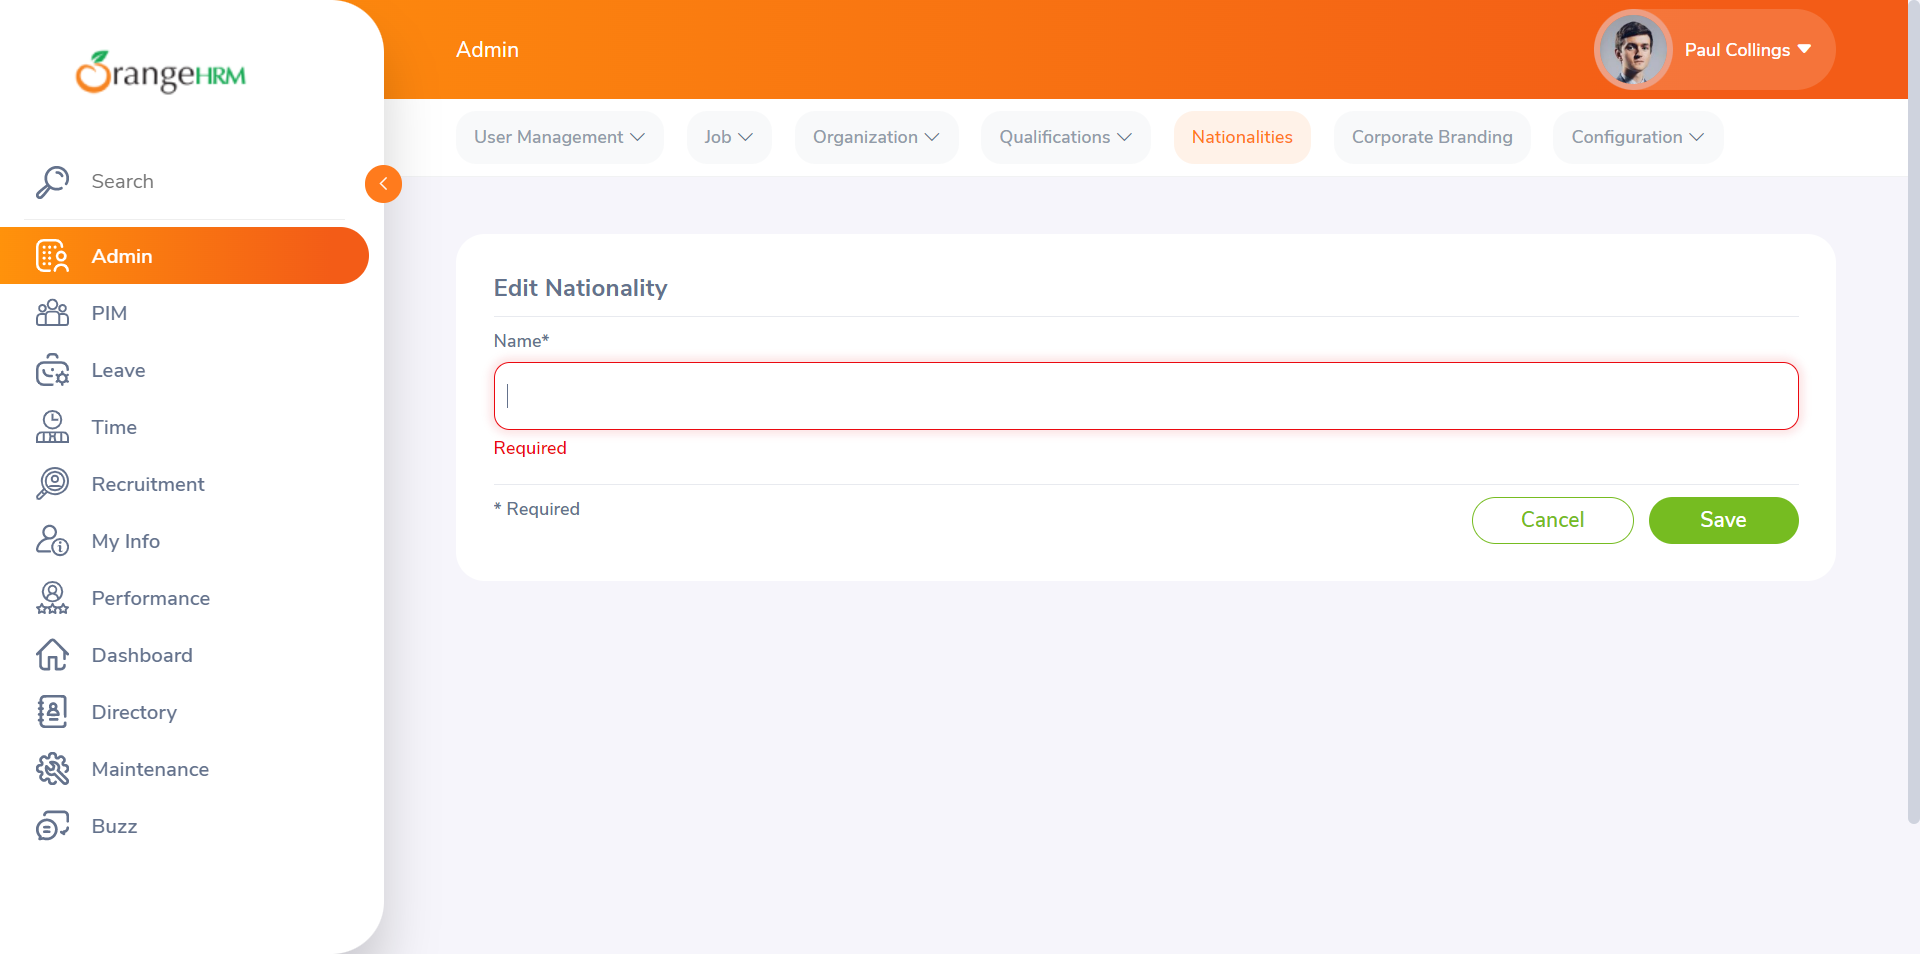 OrangeHRM
Admin
Paul Collings
User Management
Job
Organization
Qualifications
Nationalities
Corporate Branding
Configuration
Search
Admin
PIM
Leave
Time
Recruitment
My Info
Performance
Dashboard
Directory
Maintenance
Buzz
Edit Nationality
Name*
Required
* Required
Cancel
Save